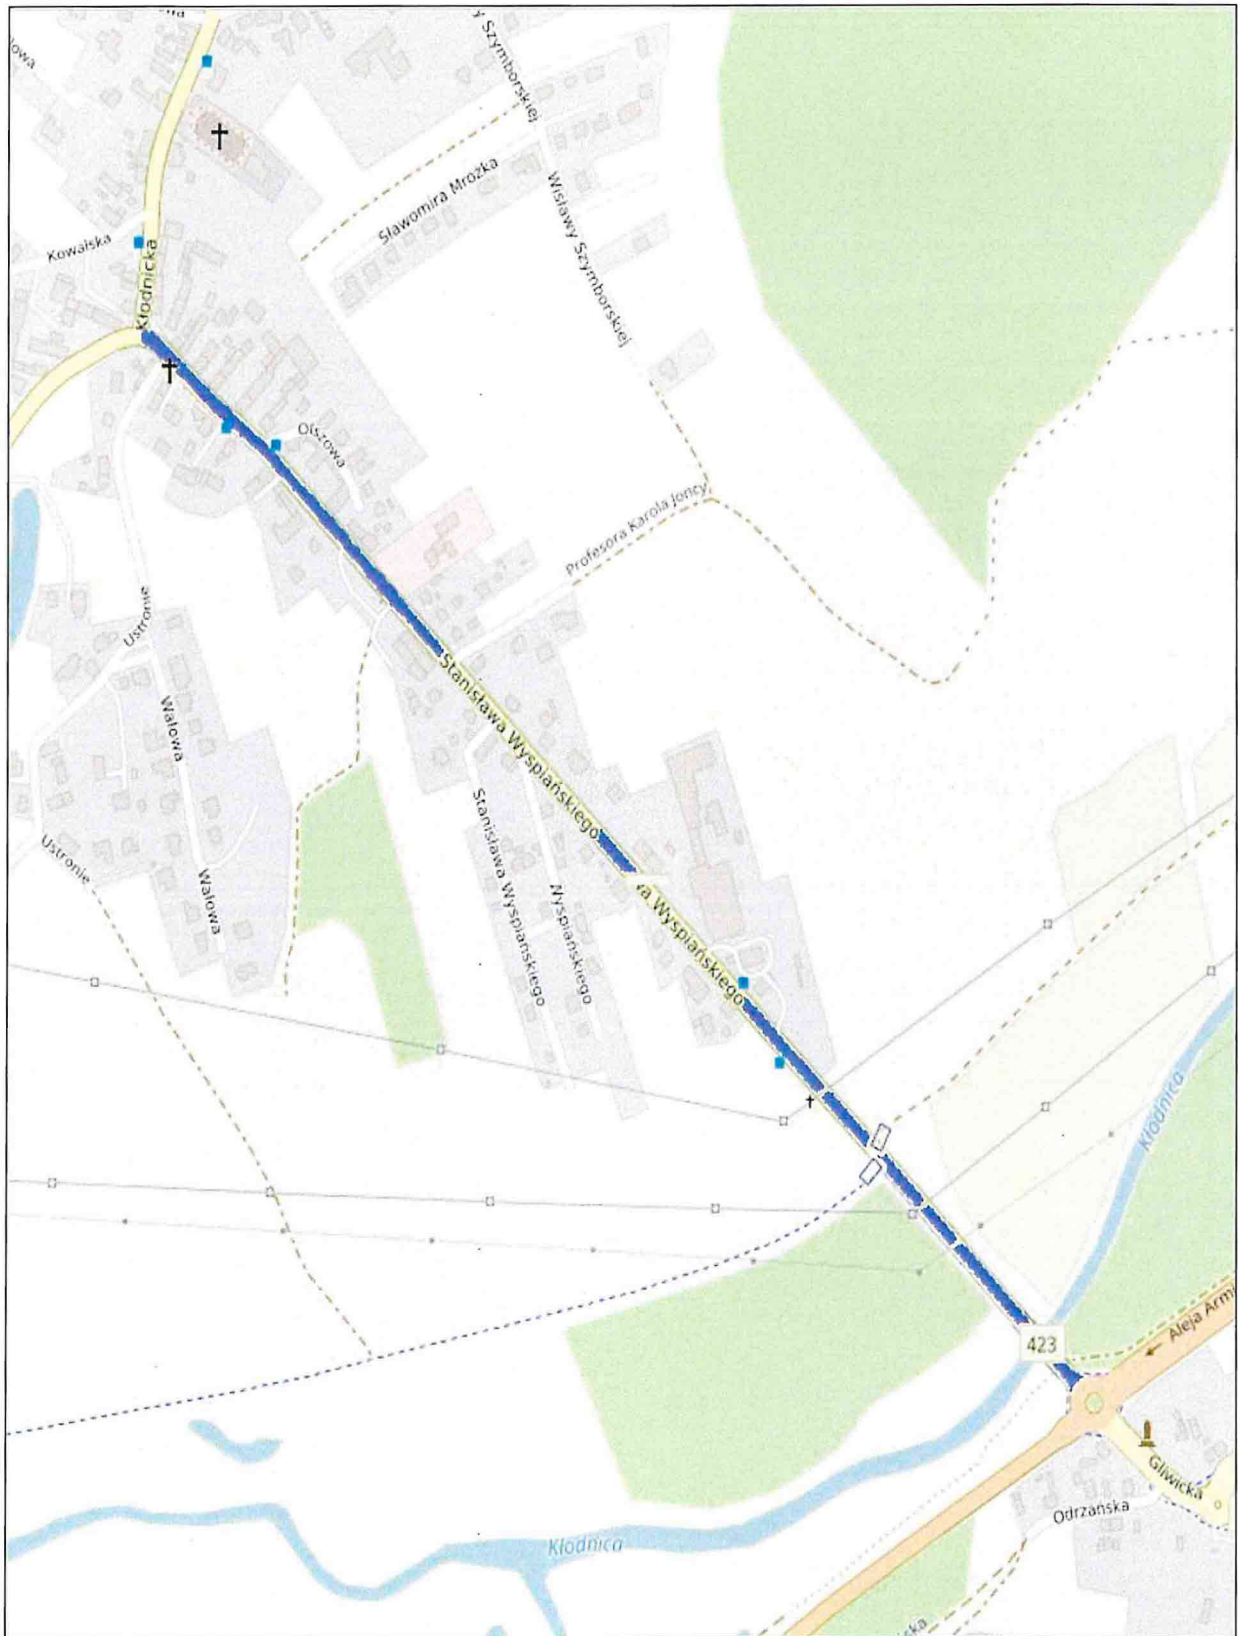 y Szymborskiej
Sławomira Mrożka
Wisławy Szymborskiej
Kowalska
Kłodnicka
Olszowa
Profesora Karola Joncy
Ustronie
Wałowa
Stanisława Wyspiańskiego
Stanisława Wyspiańskiego
Wyspiańskiego
wa Wyspiańskiego
Ustronie
Wałowa
Kłodnica
423
Aleja Armi
Gliwicka
Odrzańska
Kłodnica